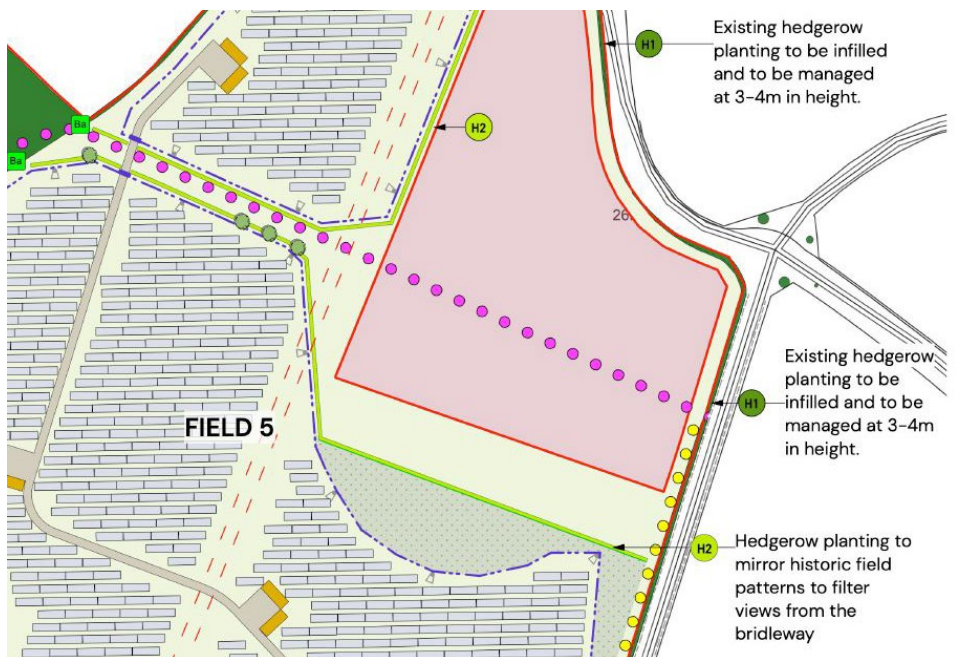 Existing hedgerow
planting to be infilled
and to be managed
at 3-4m in height.
H1
Ba
H2
Ba
26
Existing hedgerow
planting to be
infilled and to be
managed at 3-4m
in height.
H1
FIELD 5
H2
Hedgerow planting to
mirror historic field
patterns to filter
views from the
bridleway